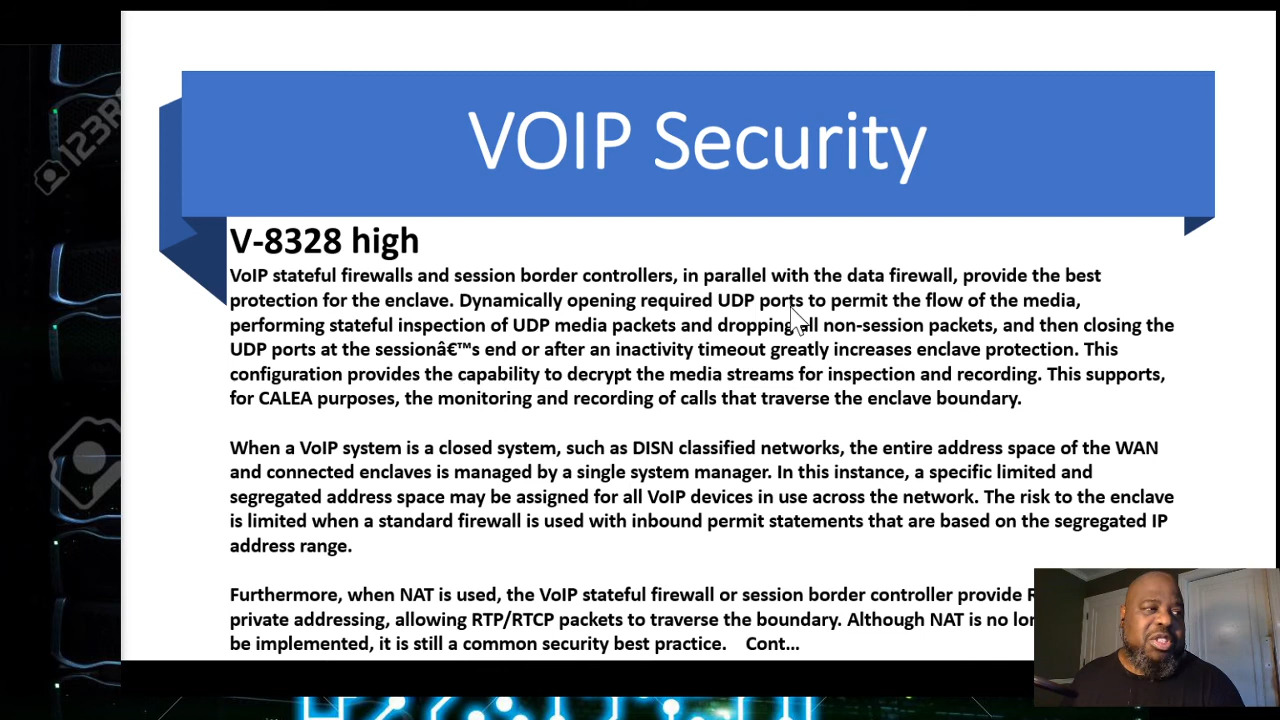 VOIP Security
V-8328 high
VoIP stateful firewalls and session border controllers, in parallel with the data firewall, provide the best
protection for the enclave. Dynamically opening required UDP ports to permit the flow of the media,
performing stateful inspection of UDP media packets and dropping all non-session packets, and then closing the
UDP ports at the sessionâ€™s end or after an inactivity timeout greatly increases enclave protection. This
configuration provides the capability to decrypt the media streams for inspection and recording. This supports,
for CALEA purposes, the monitoring and recording of calls that traverse the enclave boundary.
When a VoIP system is a closed system, such as DISN classified networks, the entire address space of the WAN
and connected enclaves is managed by a single system manager. In this instance, a specific limited and
segregated address space may be assigned for all VoIP devices in use across the network. The risk to the enclave
is limited when a standard firewall is used with inbound permit statements that are based on the segregated IP
address range.
Furthermore, when NAT is used, the VoIP stateful firewall or session border controller provide
private addressing, allowing RTP/RTCP packets to traverse the boundary. Although NAT is no
be implemented, it is still a common security best practice. Cont...